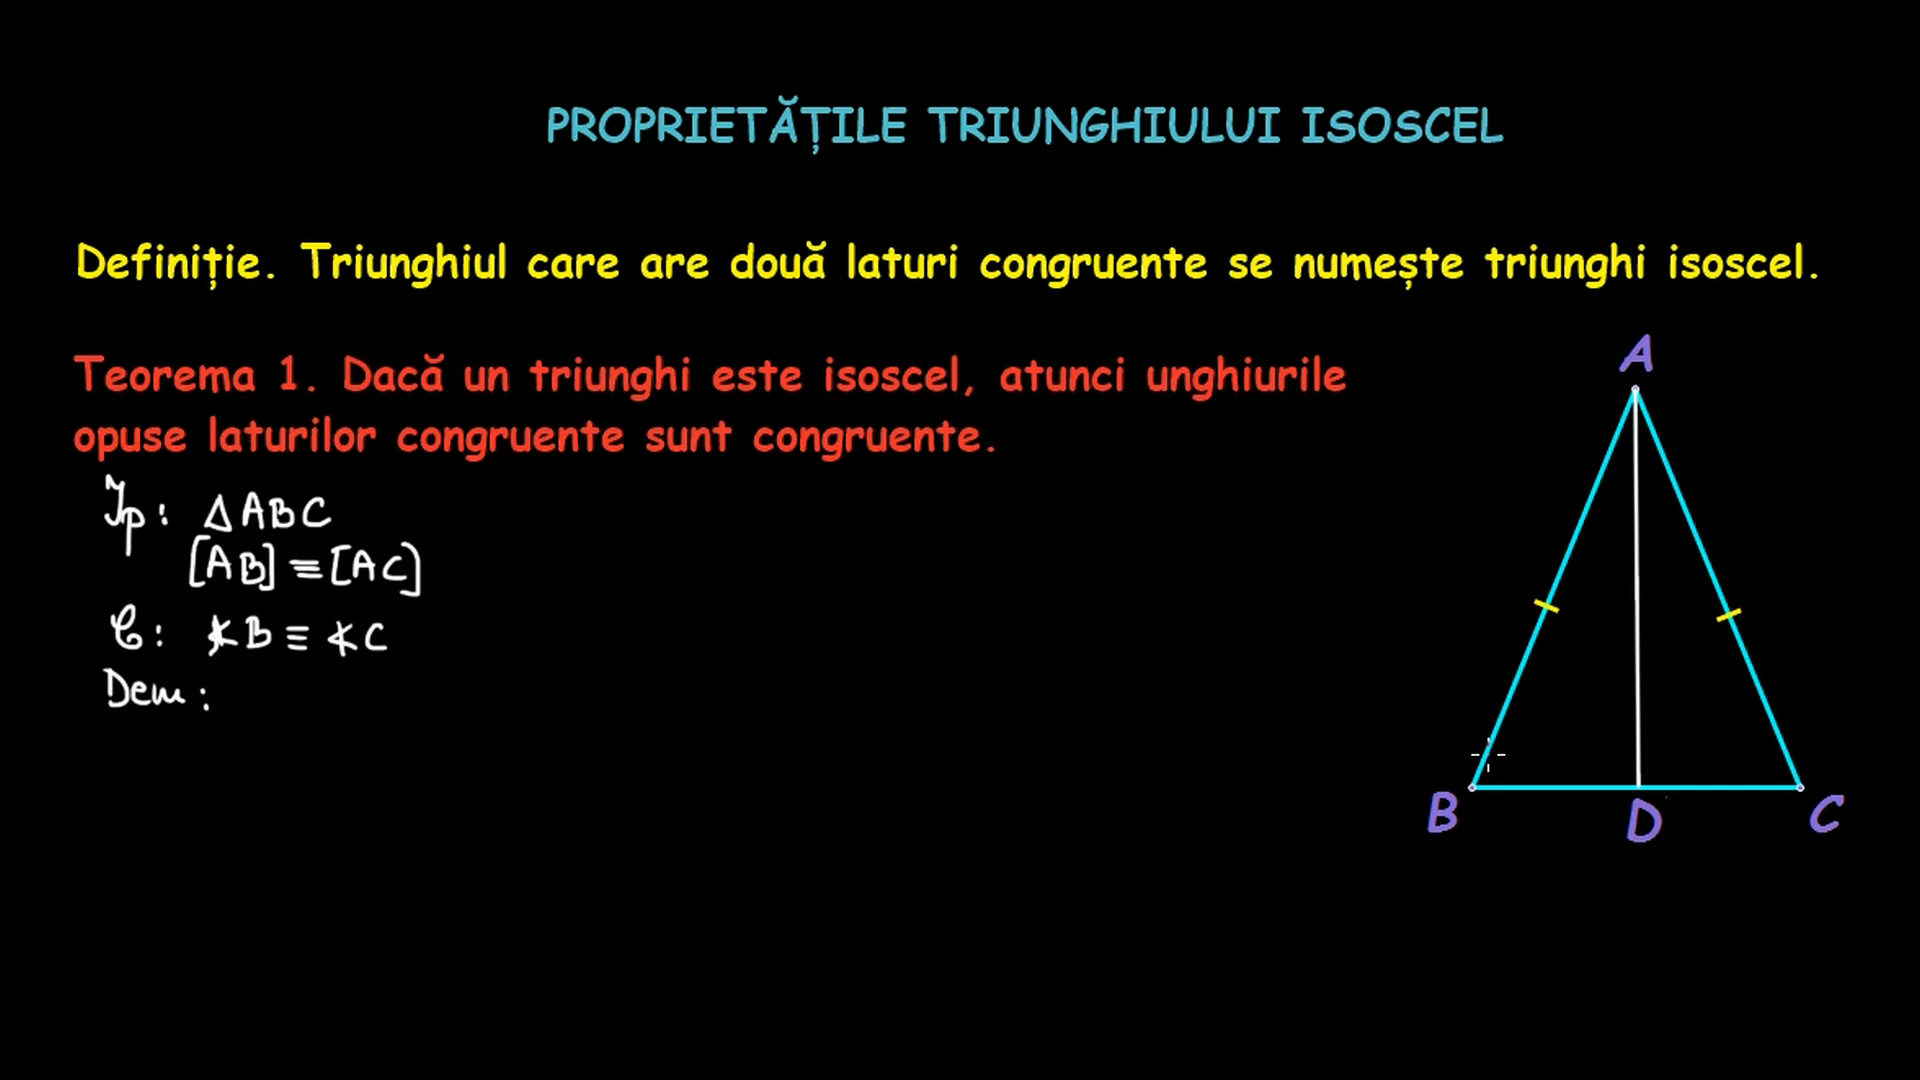 PROPRIETĂȚILE TRIUNGHIULUI ISOSCEL
Definiție. Triunghiul care are două laturi congruente se numește triunghi isoscel.
Teorema 1. Dacă un triunghi este isoscel, atunci unghiurile
opuse laturilor congruente sunt congruente.
Ip: △ABC
[AB] ≡ [AC]
C: ∢B ≡ ∢C
Dem:
A
B
D
C